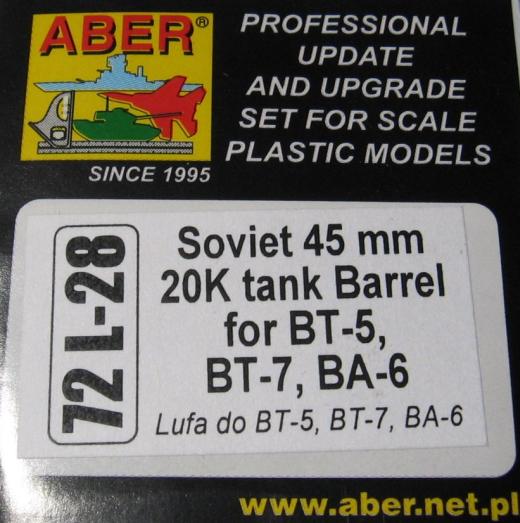 ABER®
SINCE 1995
PROFESSIONAL
UPDATE
AND UPGRADE
SET FOR SCALE
PLASTIC MODELS
72 L-28
Soviet 45 mm
20K tank Barrel
for BT-5,
BT-7, BA-6
Lufa do BT-5, BT-7, BA-6
www.aber.net.pl